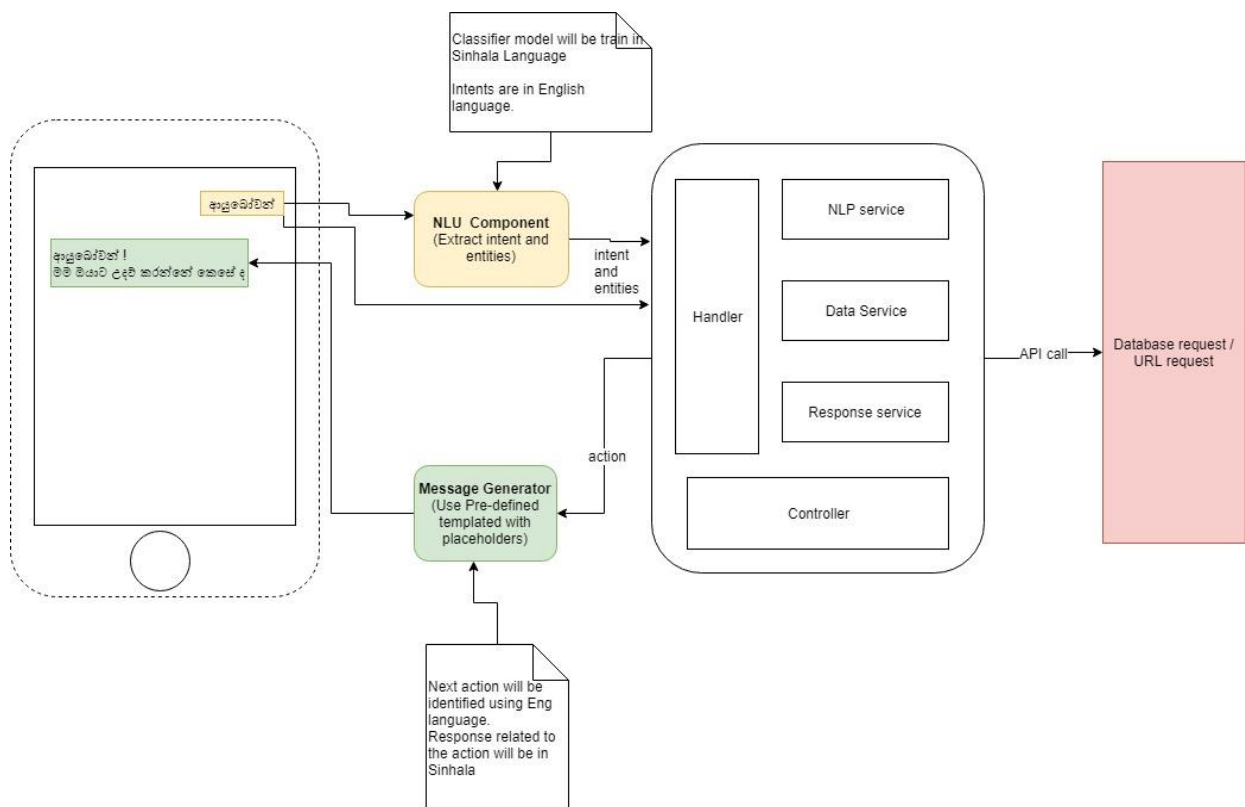 Classifier model will be train in
Sinhala Language
Intents are in English
language.
ආයුබෝවන්
ආයුබෝවන් !
මම ඔයාට උදව් කරන්නේ කෙසේ ද
NLU Component
(Extract intent and
entities)
intent
and
entities
Handler
NLP service
Data Service
Response service
Controller
API call
Database request /
URL request
action
Message Generator
(Use Pre-defined
templated with
placeholders)
Next action will be
identified using Eng
language.
Response related to
the action will be in
Sinhala